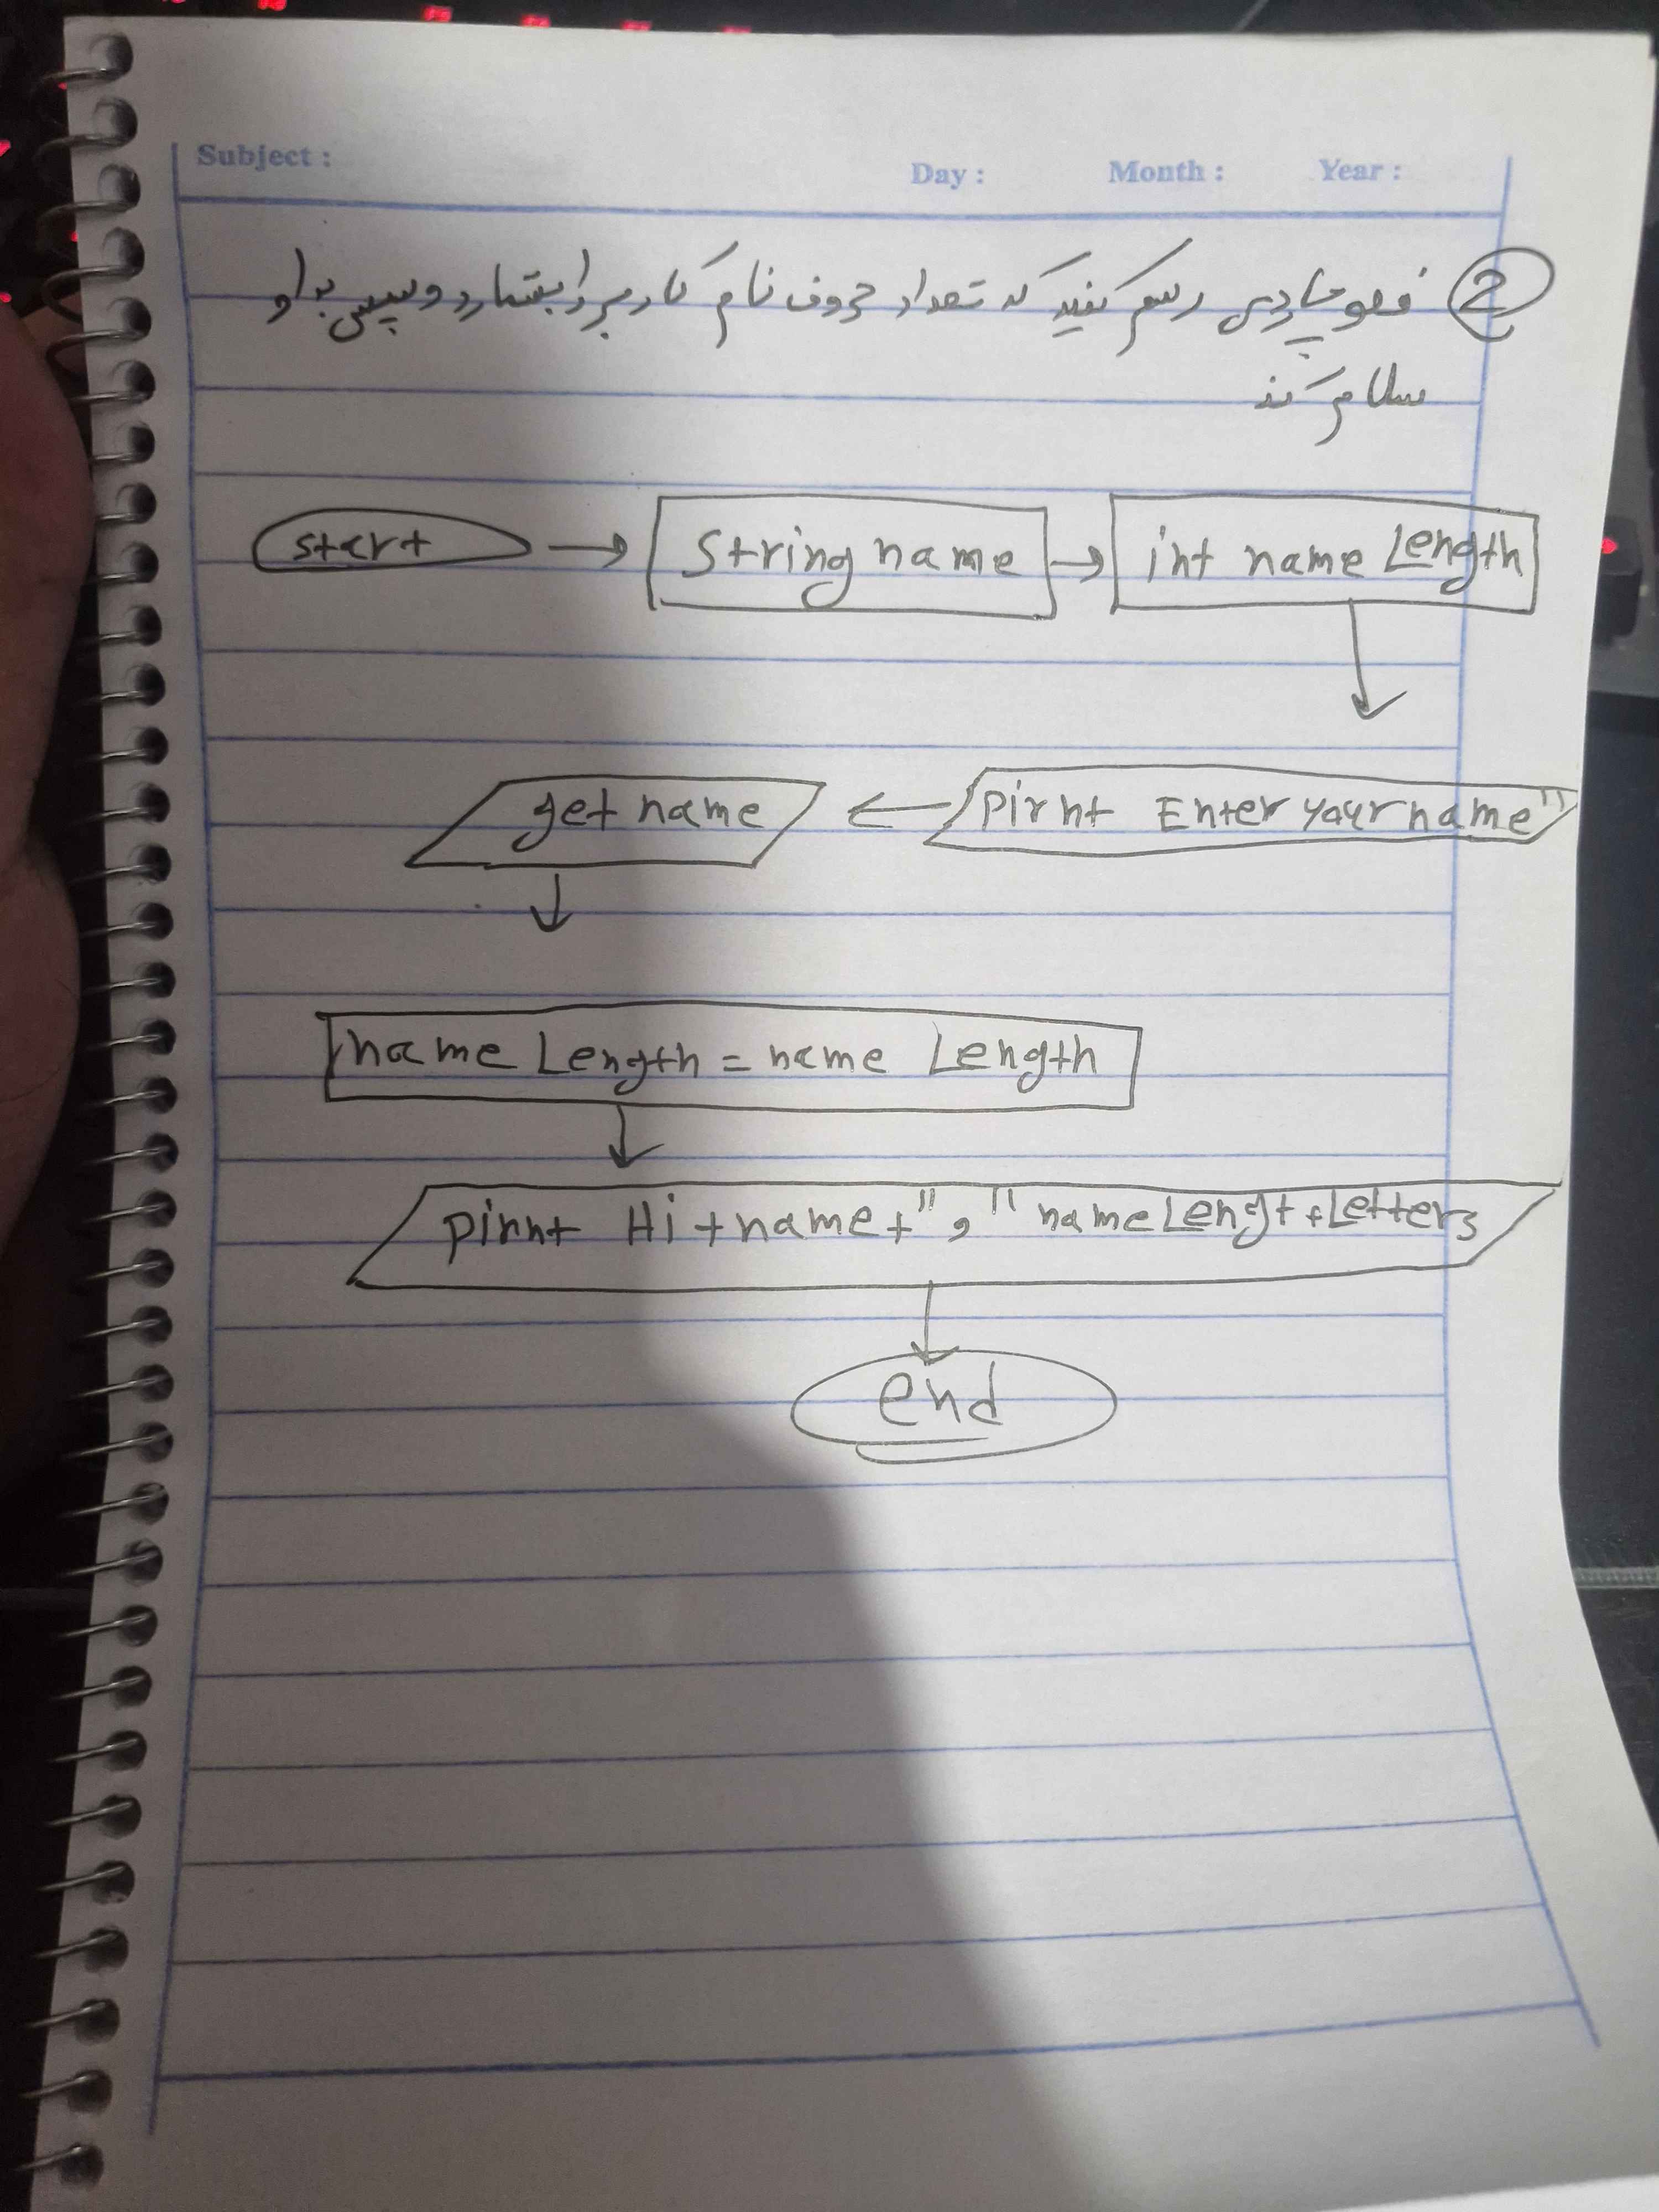 Subject :
Day : Month : Year :
② فلوچارتی رسم کنید که تعداد حروف نام کاربر را بشمارد و سپس به او
سلام کند
start → String name → int name Length
get name ← pirnt Enter your name"
name Length = name Length
pirnt Hi + name + " , " name Lengt + Letters
end